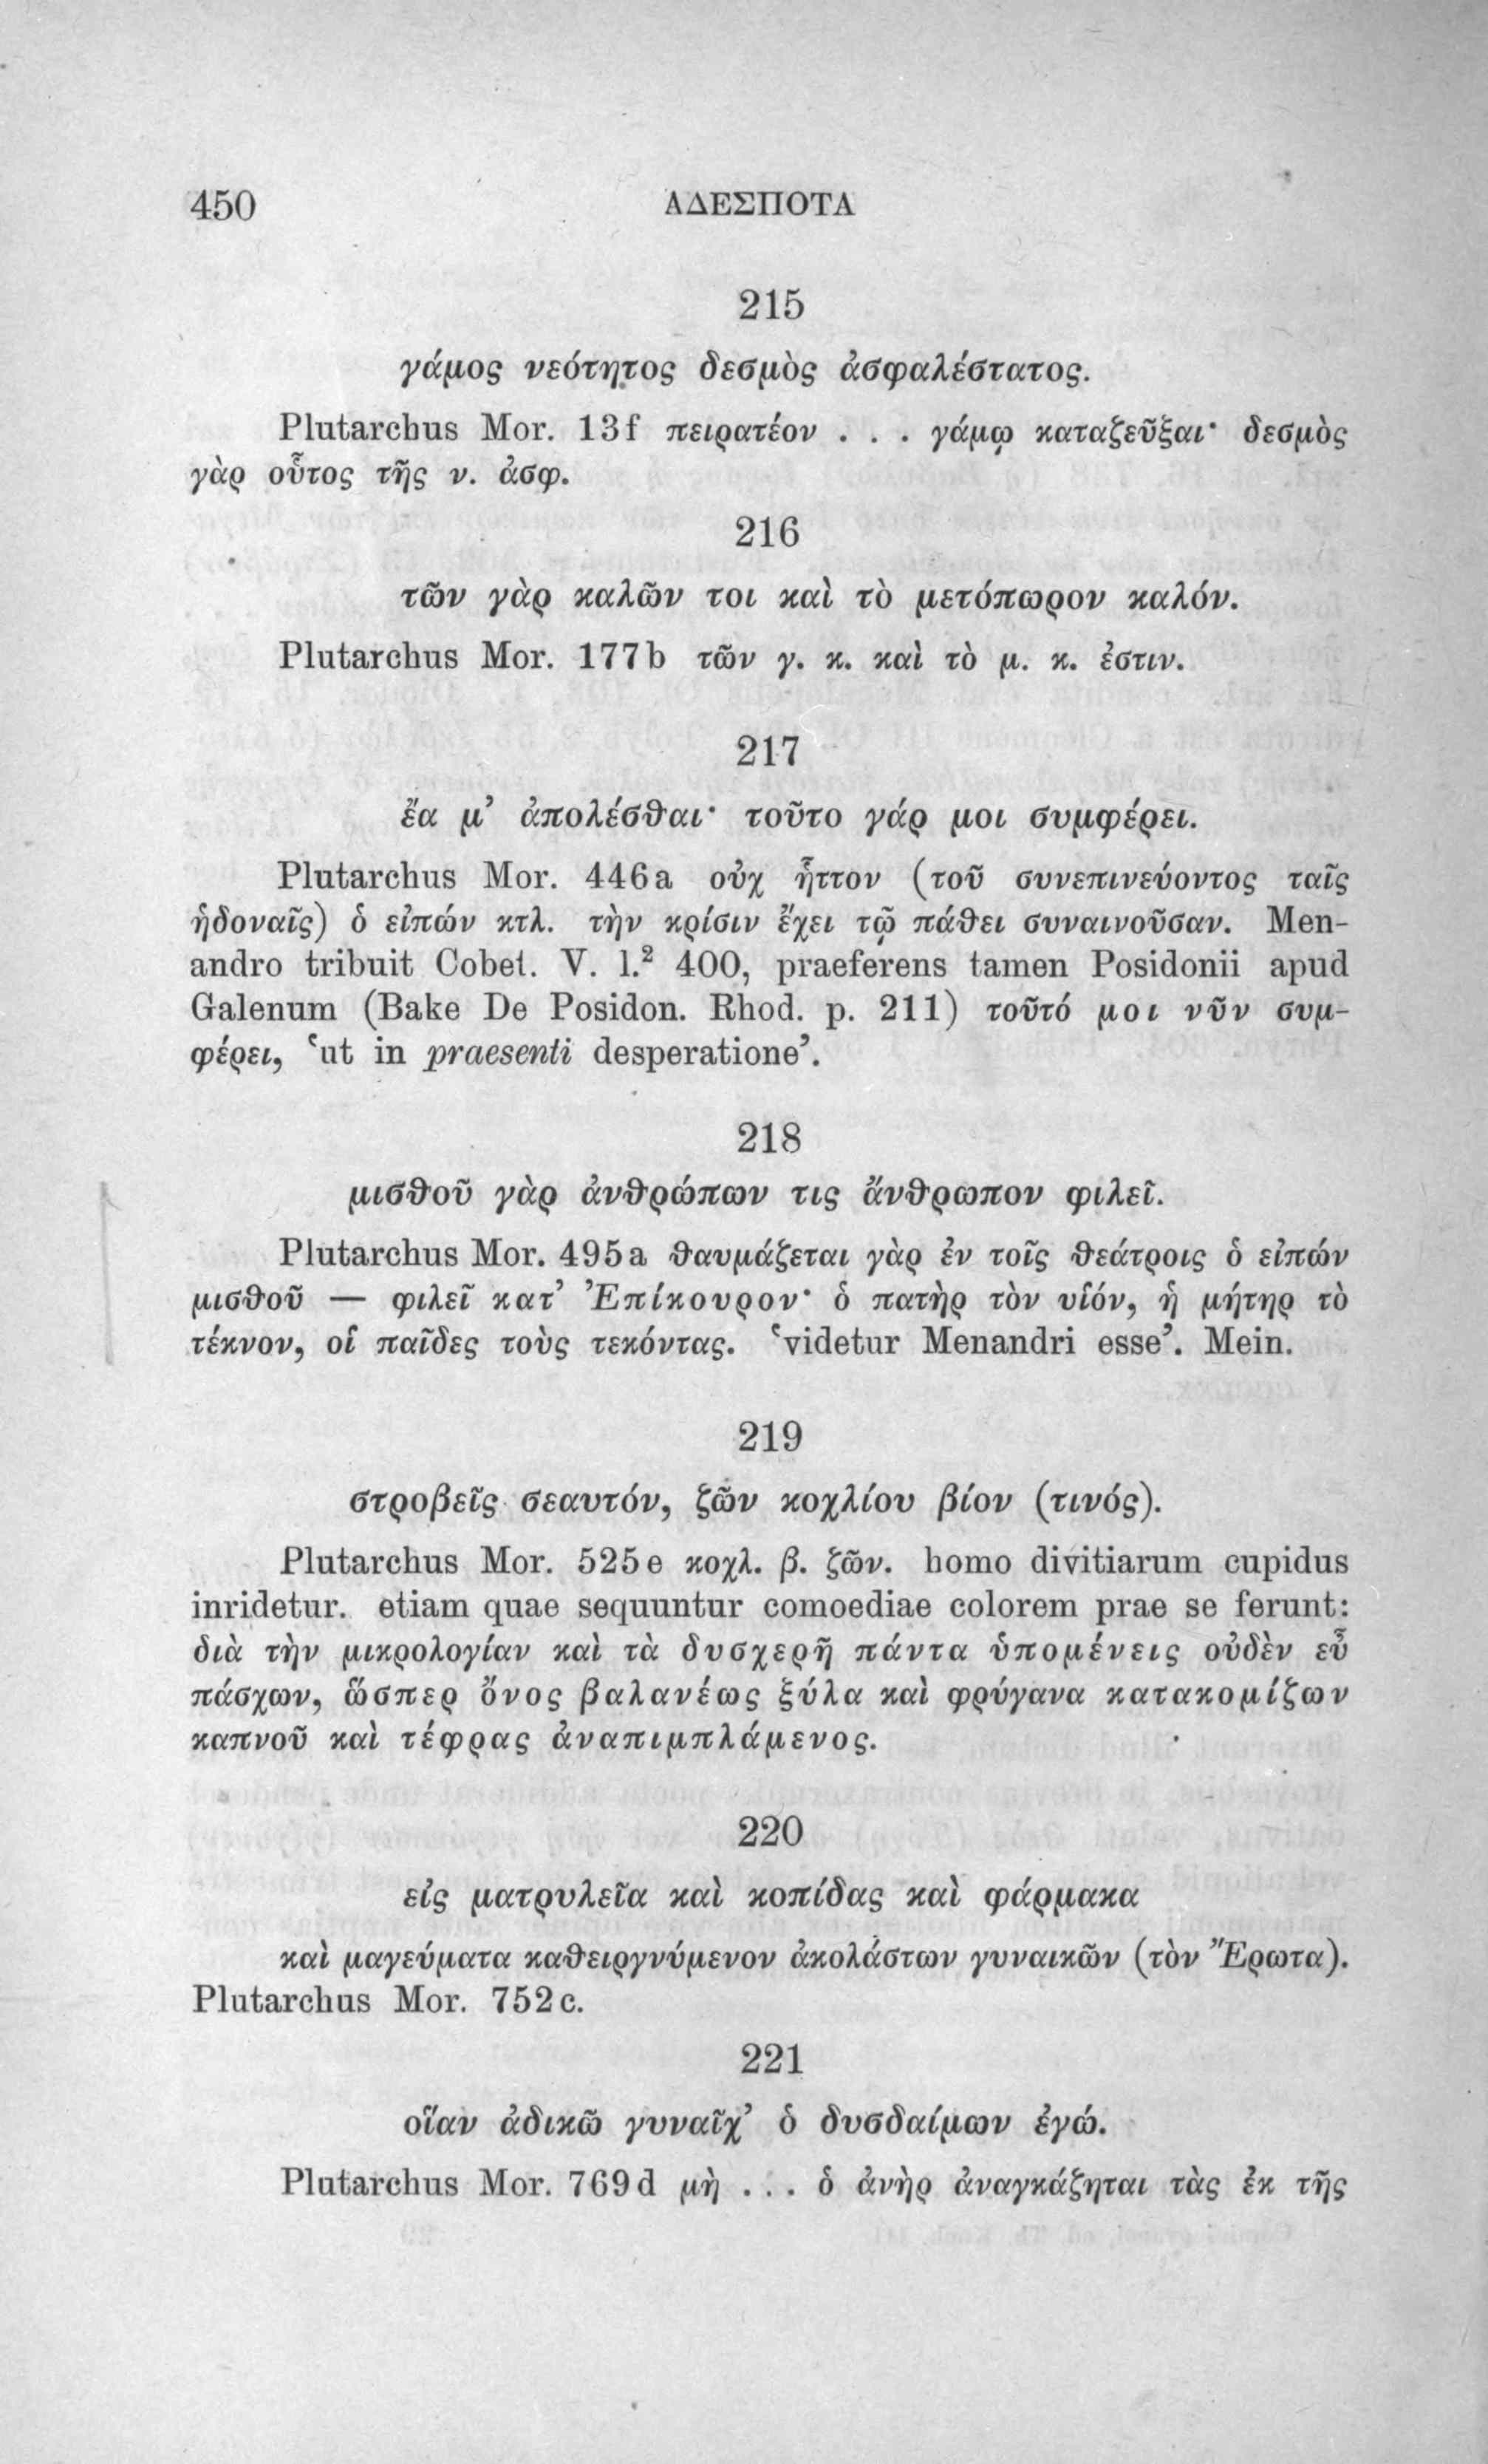 450 ΑΔΕΣΠΟΤΑ
215
γάμος νεότητος δεσμὸς ἀσφαλέστατος.
Plutarchus Mor. 13f πειρατέον . . . γάμῳ καταζεῦξαι· δεσμὸς
γὰρ οὗτος τῆς ν. ἀσφ.
216
τῶν γὰρ καλῶν τοι καὶ τὸ μετόπωρον καλόν.
Plutarchus Mor. 177b τῶν γ. κ. καὶ τὸ μ. κ. ἐστιν.
217
ἔα μ’ ἀπολέσθαι· τοῦτο γάρ μοι συμφέρει.
Plutarchus Mor. 446a οὐχ ἧττον (τοῦ συνεπινεύοντος ταῖς
ἡδοναῖς) ὁ εἰπών κτλ. τὴν κρίσιν ἔχει τῷ πάθει συναινοῦσαν. Men-
andro tribuit Cobet. V. l.² 400, praeferens tamen Posidonii apud
Galenum (Bake De Posidon. Rhod. p. 211) τοῦτό μοι νῦν συμ-
φέρει, ‘ut in praesenti desperatione’.
218
μισθοῦ γὰρ ἀνθρώπων τις ἄνθρωπον φιλεῖ.
Plutarchus Mor. 495a θαυμάζεται γὰρ ἐν τοῖς θεάτροις ὁ εἰπών
μισθοῦ — φιλεῖ κατ’ Ἐπίκουρον· ὁ πατὴρ τὸν υἱόν, ἡ μήτηρ τὸ
τέκνον, οἱ παῖδες τοὺς τεκόντας. ‘videtur Menandri esse’. Mein.
219
στροβεῖς σεαυτόν, ζῶν κοχλίου βίον (τινός).
Plutarchus Mor. 525e κοχλ. β. ζῶν. homo divitiarum cupidus
inridetur. etiam quae sequuntur comoediae colorem prae se ferunt:
διὰ τὴν μικρολογίαν καὶ τὰ δυσχερῆ πάντα ὑπομένεις οὐδὲν εὖ
πάσχων, ὥσπερ ὄνος βαλανέως ξύλα καὶ φρύγανα κατακομίζων
καπνοῦ καὶ τέφρας ἀναπιμπλάμενος.
220
εἰς ματρυλεῖα καὶ κοπίδας καὶ φάρμακα
καὶ μαγεύματα καθειργνύμενον ἀκολάστων γυναικῶν (τὸν Ἔρωτα).
Plutarchus Mor. 752c.
221
οἵαν ἀδικῶ γυναῖχ’ ὁ δυσδαίμων ἐγώ.
Plutarchus Mor. 769d μὴ . . . ὁ ἀνὴρ ἀναγκάζηται τὰς ἐκ τῆς